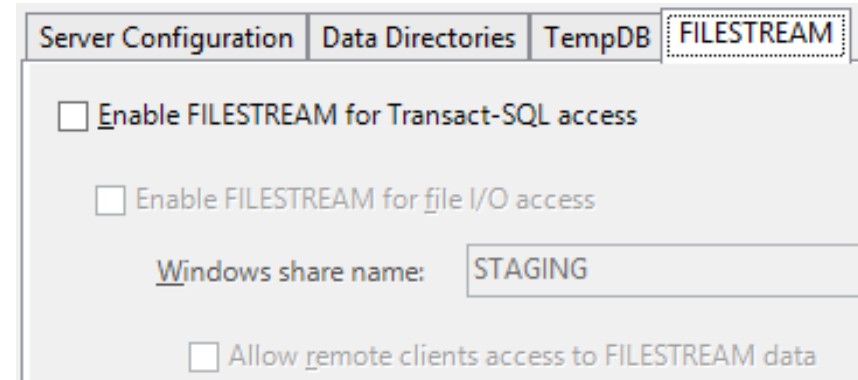 Server Configuration Data Directories TempDB FILESTREAM
Enable FILESTREAM for Transact-SQL access
Enable FILESTREAM for file I/O access
Windows share name: STAGING
Allow remote clients access to FILESTREAM data